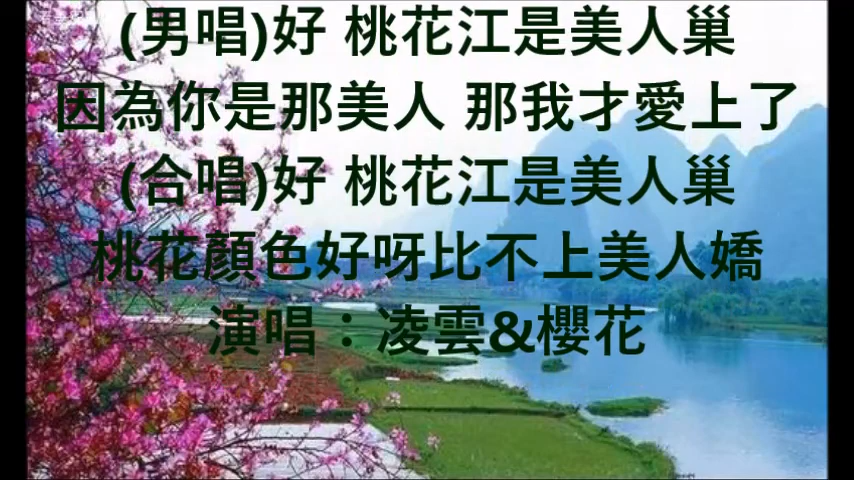 (男唱)好 桃花江是美人巢
因為你是那美人 那我才愛上了
(合唱)好 桃花江是美人巢
桃花顏色好呀比不上美人嬌
演唱：凌雲&櫻花